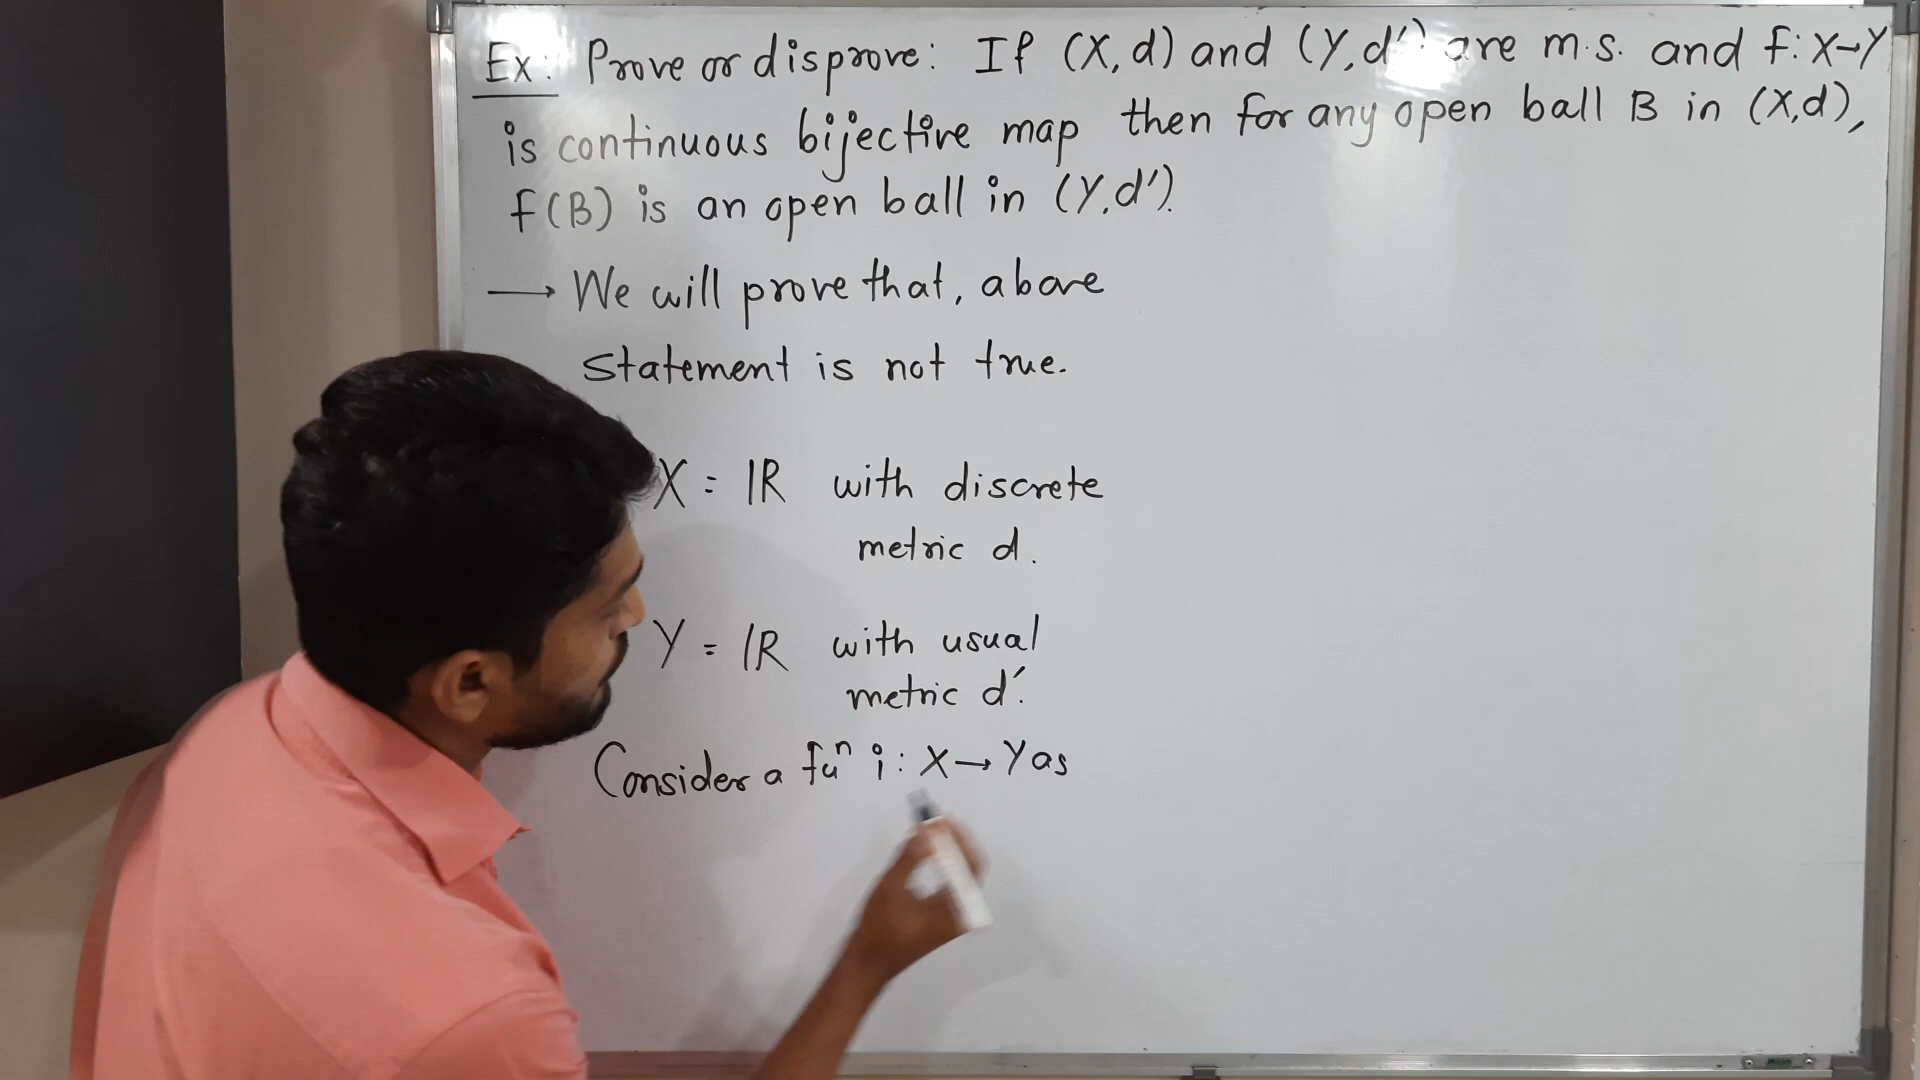 Ex: Prove or disprove: If (X, d) and (Y, d') are m.s. and f: X→Y
is continuous bijective map then for any open ball B in (X,d),
f(B) is an open ball in (Y,d').
→ We will prove that, above
statement is not true.
X = ℝ with discrete
metric d.
Y = ℝ with usual
metric d'.
Consider a fuⁿ i : X→Y as